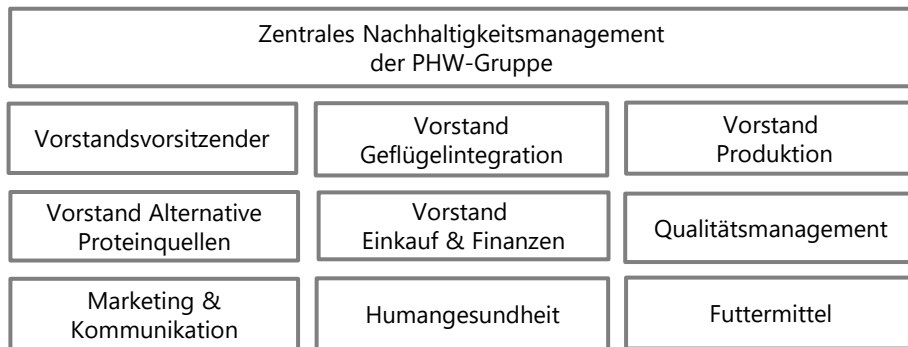 Zentrales Nachhaltigkeitsmanagement
der PHW-Gruppe
Vorstandsvorsitzender
Vorstand
Geflügelintegration
Vorstand
Produktion
Vorstand Alternative
Proteinquellen
Vorstand
Einkauf & Finanzen
Qualitätsmanagement
Marketing &
Kommunikation
Humangesundheit
Futtermittel